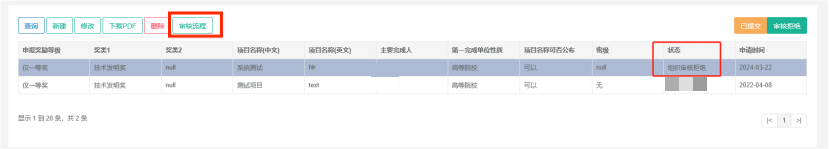 查询 新建 修改 下载PDF 删除 审核流程 已提交 审核拒绝
申报奖励等级 奖类1 奖类2 项目名称(中文) 项目名称(英文) 主要完成人 第一完成单位性质 项目名称可否公布 密级 状态 申请时间
仅一等奖 技术发明奖 null 系统测试 № 高等院校 可以 null 组织审核拒绝 2024-03-22
仅一等奖 技术发明奖 null 测试项目 text 高等院校 可以 无 2022-04-08
显示 1 到 20 条，共 2 条 |< 1 >|